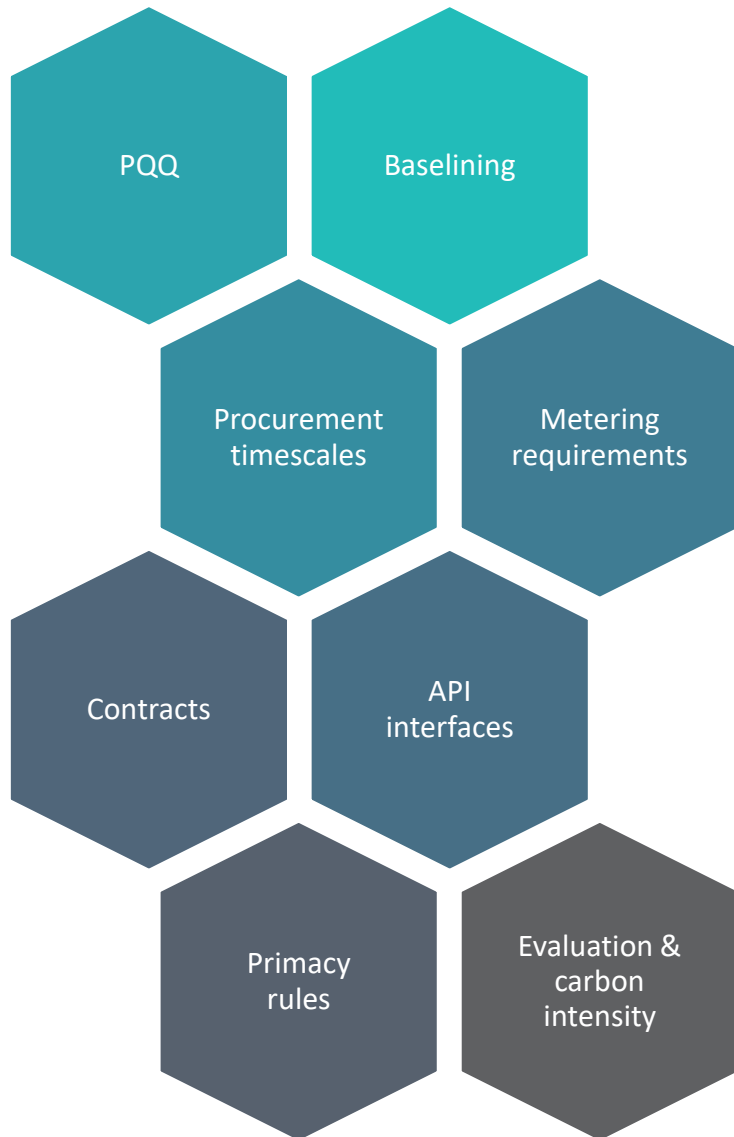 PQQ
Baselining
Procurement
timescales
Metering
requirements
Contracts
API
interfaces
Primacy
rules
Evaluation &
carbon
intensity